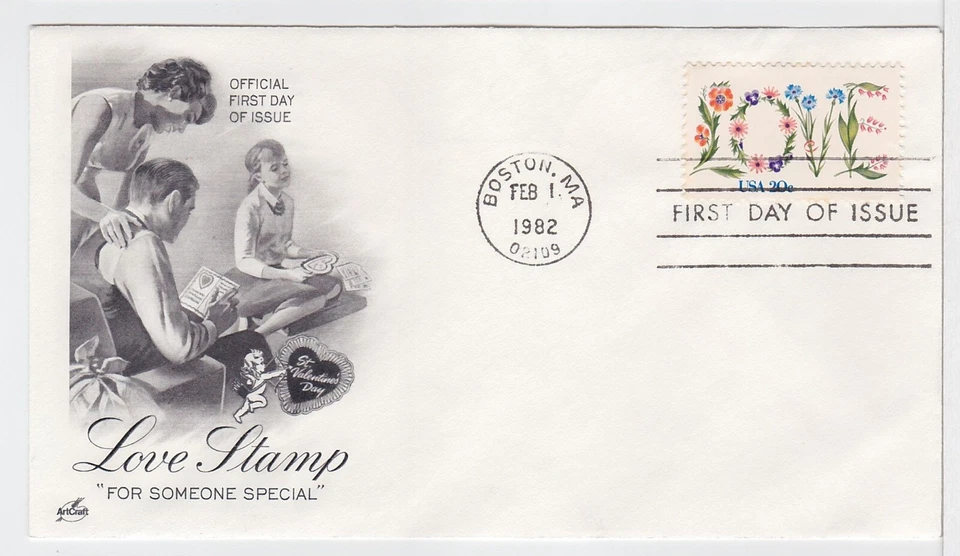 OFFICIAL
FIRST DAY
OF ISSUE
BOSTON, MA
FEB 1
1982
02109
LOVE
USA 20c
FIRST DAY OF ISSUE
St. Valentine's Day
Love Stamp
"FOR SOMEONE SPECIAL"
ArtCraft